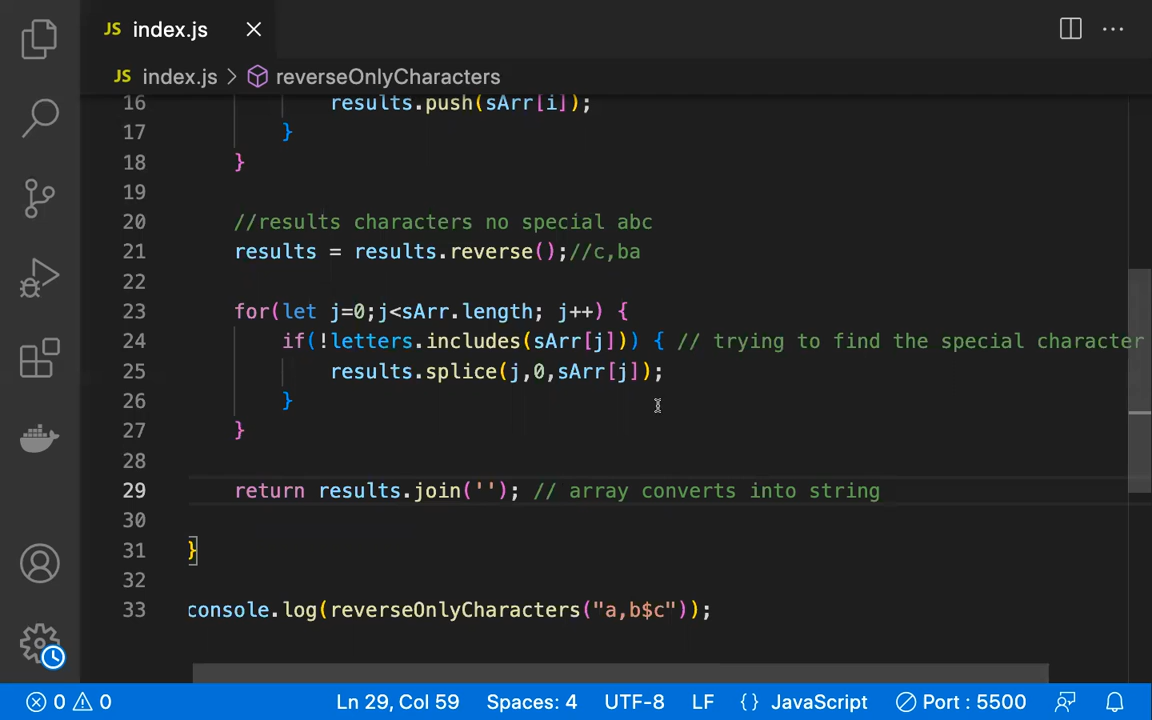 JS index.js
JS index.js > reverseOnlyCharacters
16 results.push(sArr[i]);
17 }
18 }
19
20 //results characters no special abc
21 results = results.reverse();//c,ba
22
23 for(let j=0;j<sArr.length; j++) {
24 if(!letters.includes(sArr[j])) { // trying to find the special character
25 results.splice(j,0,sArr[j]);
26 }
27 }
28
29 return results.join(''); // array converts into string
30
31 }
32
33 console.log(reverseOnlyCharacters("a,b$c"));
0 0 Ln 29, Col 59 Spaces: 4 UTF-8 LF {} JavaScript Port : 5500